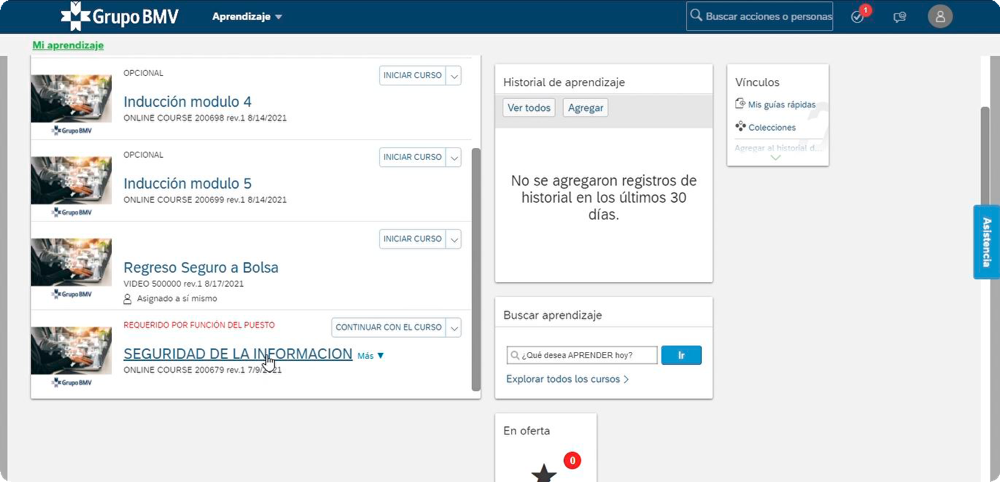 Grupo BMV
Aprendizaje
Buscar acciones o personas
1
Mi aprendizaje
OPCIONAL
INICIAR CURSO
Inducción modulo 4
ONLINE COURSE 200698 rev.1 8/14/2021
Grupo BMV
OPCIONAL
INICIAR CURSO
Inducción modulo 5
ONLINE COURSE 200699 rev.1 8/14/2021
Grupo BMV
INICIAR CURSO
Regreso Seguro a Bolsa
VIDEO 500000 rev.1 8/17/2021
Asignado a sí mismo
Grupo BMV
REQUERIDO POR FUNCIÓN DEL PUESTO
CONTINUAR CON EL CURSO
SEGURIDAD DE LA INFORMACION Más
ONLINE COURSE 200679 rev.1 7/9/2021
Grupo BMV
Historial de aprendizaje
Ver todos Agregar
No se agregaron registros de
historial en los últimos 30
días.
Buscar aprendizaje
¿Qué desea APRENDER hoy? Ir
Explorar todos los cursos
En oferta
0
Vínculos
Mis guías rápidas
Colecciones
Agregar al historial d...
Asistencia